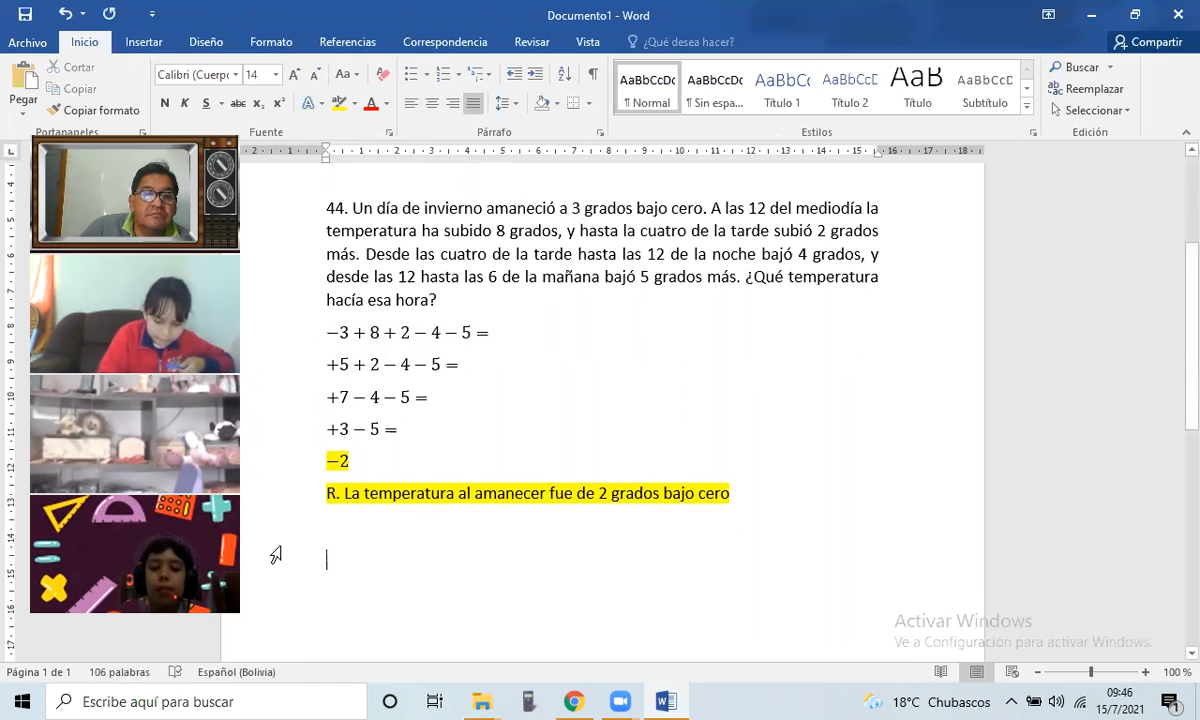 Documento1 - Word
Archivo Inicio Insertar Diseño Formato Referencias Correspondencia Revisar Vista ¿Qué desea hacer? Compartir
Pegar
Cortar
Copiar
Copiar formato
Portapapeles
Calibri (Cuerpo 14
N K S abc x₂ x²
Fuente
Párrafo
AaBbCcDc AaBbCcDc AaBbCc AaBbCcD AaB AaBbCcD
¶ Normal ¶ Sin espa... Título 1 Título 2 Título Subtítulo
Estilos
Buscar
Reemplazar
Seleccionar
Edición
44. Un día de invierno amaneció a 3 grados bajo cero. A las 12 del mediodía la
temperatura ha subido 8 grados, y hasta la cuatro de la tarde subió 2 grados
más. Desde las cuatro de la tarde hasta las 12 de la noche bajó 4 grados, y
desde las 12 hasta las 6 de la mañana bajó 5 grados más. ¿Qué temperatura
hacía esa hora?
−3 + 8 + 2 − 4 − 5 =
+5 + 2 − 4 − 5 =
+7 − 4 − 5 =
+3 − 5 =
−2
R. La temperatura al amanecer fue de 2 grados bajo cero
Activar Windows
Ve a Configuración para activar Windows.
Página 1 de 1 106 palabras Español (Bolivia) 100 %
Escribe aquí para buscar
18°C Chubascos
09:46
15/7/2021